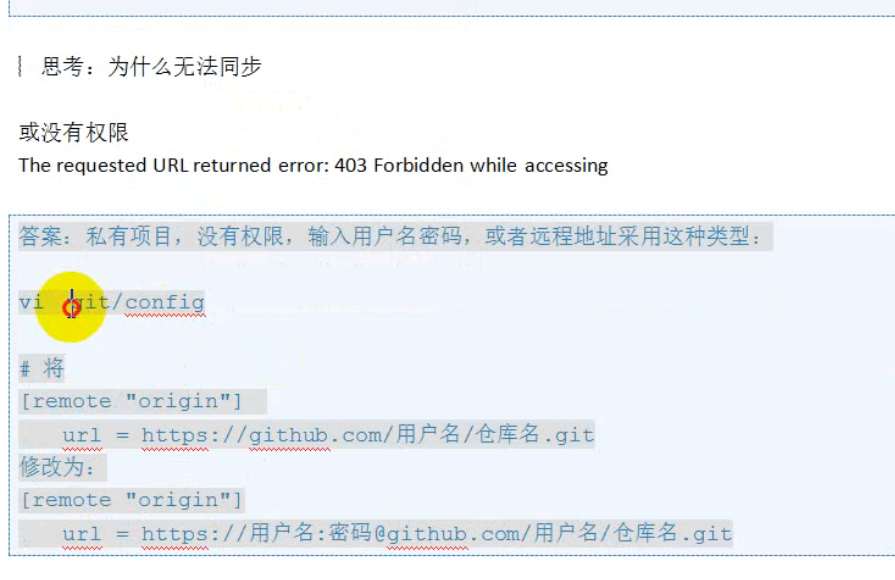 思考：为什么无法同步
或没有权限
The requested URL returned error: 403 Forbidden while accessing
答案：私有项目，没有权限，输入用户名密码，或者远程地址采用这种类型：
vi .git/config
# 将
[remote "origin"]
url = https://github.com/用户名/仓库名.git
修改为：
[remote "origin"]
url = https://用户名:密码@github.com/用户名/仓库名.git